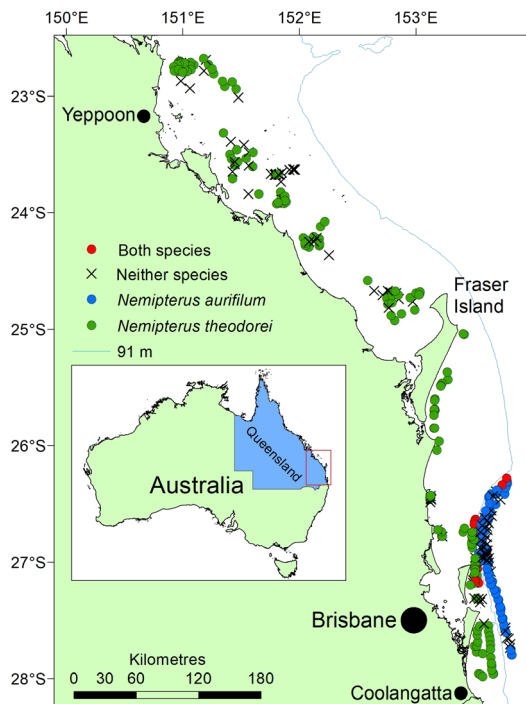 150°E 151°E 152°E 153°E
23°S
Yeppoon
24°S
Both species
Neither species
Nemipterus aurifilum
Nemipterus theodorei
91 m
Fraser
Island
25°S
26°S
Queensland
Australia
27°S
Brisbane
28°S
Kilometres
0 30 60 120 180
Coolangatta